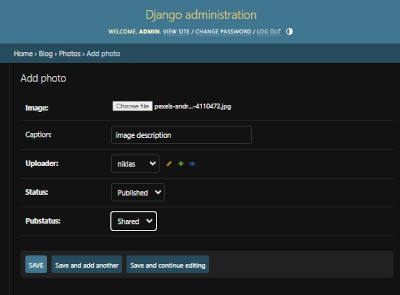 Django administration
WELCOME, ADMIN. VIEW SITE / CHANGE PASSWORD / LOG OUT
Home › Blog › Photos › Add photo
Add photo
Image: Choose file pexels-andr...-4110472.jpg
Caption: image description
Uploader: niklas
Status: Published
Pubstatus: Shared
SAVE Save and add another Save and continue editing